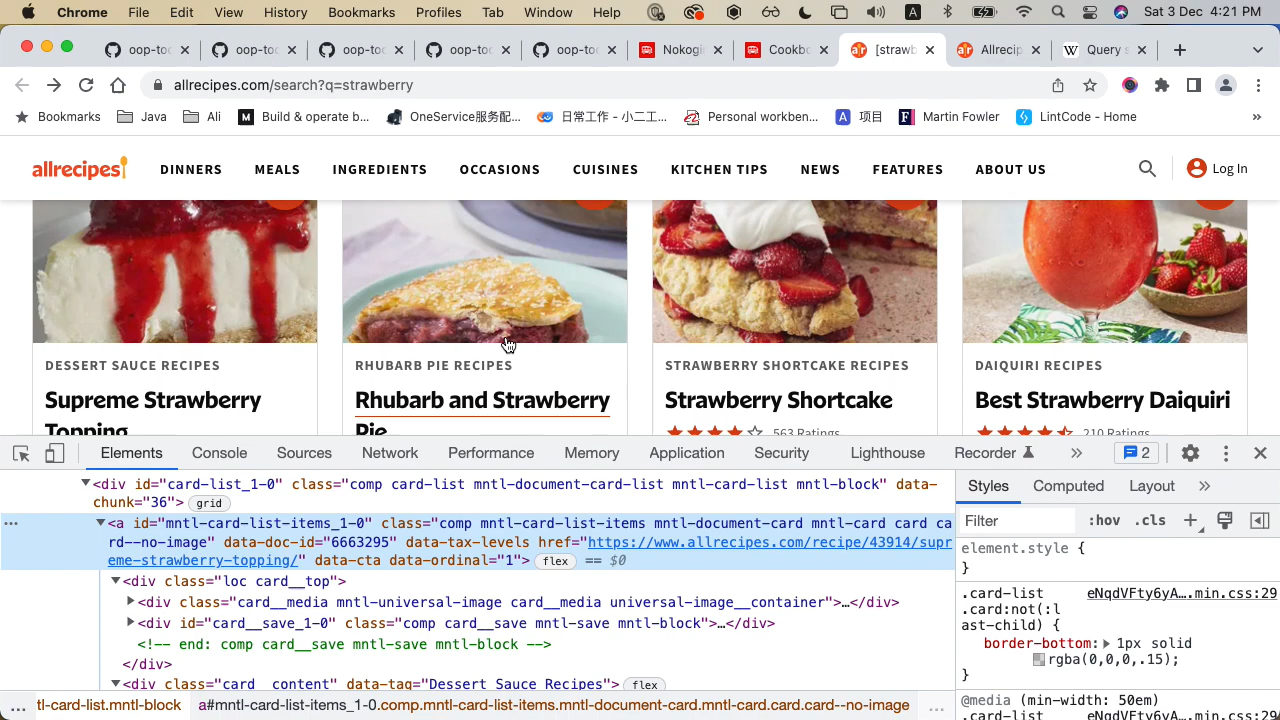 Chrome File Edit View History Bookmarks Profiles Tab Window Help A Sat 3 Dec 4:21 PM
oop-too oop-too oop-too oop-too oop-too Nokogi Cookbo [strawb Allrecip Query s
allrecipes.com/search?q=strawberry
Bookmarks Java Ali Build & operate b... OneService服务配... 日常工作 - 小二工... Personal workben... 项目 Martin Fowler LintCode - Home »
allrecipes DINNERS MEALS INGREDIENTS OCCASIONS CUISINES KITCHEN TIPS NEWS FEATURES ABOUT US Log In
DESSERT SAUCE RECIPES RHUBARB PIE RECIPES STRAWBERRY SHORTCAKE RECIPES DAIQUIRI RECIPES
Supreme Strawberry Rhubarb and Strawberry Strawberry Shortcake Best Strawberry Daiquiri
Topping Pie 563 Ratings 210 Ratings
Elements Console Sources Network Performance Memory Application Security Lighthouse Recorder » 2
<div id="card-list_1-0" class="comp card-list mntl-document-card-list mntl-card-list mntl-block" data-
chunk="36"> grid
<a id="mntl-card-list-items_1-0" class="comp mntl-card-list-items mntl-document-card mntl-card card ca
rd--no-image" data-doc-id="6663295" data-tax-levels href="https://www.allrecipes.com/recipe/43914/supr
eme-strawberry-topping/" data-cta data-ordinal="1"> flex == $0
<div class="loc card__top">
<div class="card__media mntl-universal-image card__media universal-image__container">…</div>
<div id="card__save_1-0" class="comp card__save mntl-save mntl-block">…</div>
<!-- end: comp card__save mntl-save mntl-block -->
</div>
<div class="card__content" data-tag="Dessert Sauce Recipes"> flex
... tl-card-list.mntl-block a#mntl-card-list-items_1-0.comp.mntl-card-list-items.mntl-document-card.mntl-card.card.card--no-image ...
Styles Computed Layout »
Filter :hov .cls
element.style {
}
.card-list eNqdVFty6yA….min.css:29
.card:not(:l
ast-child) {
border-bottom: 1px solid
rgba(0,0,0,.15);
}
@media (min-width: 50em)
.card-list eNqdVFty6yA….min.css:29